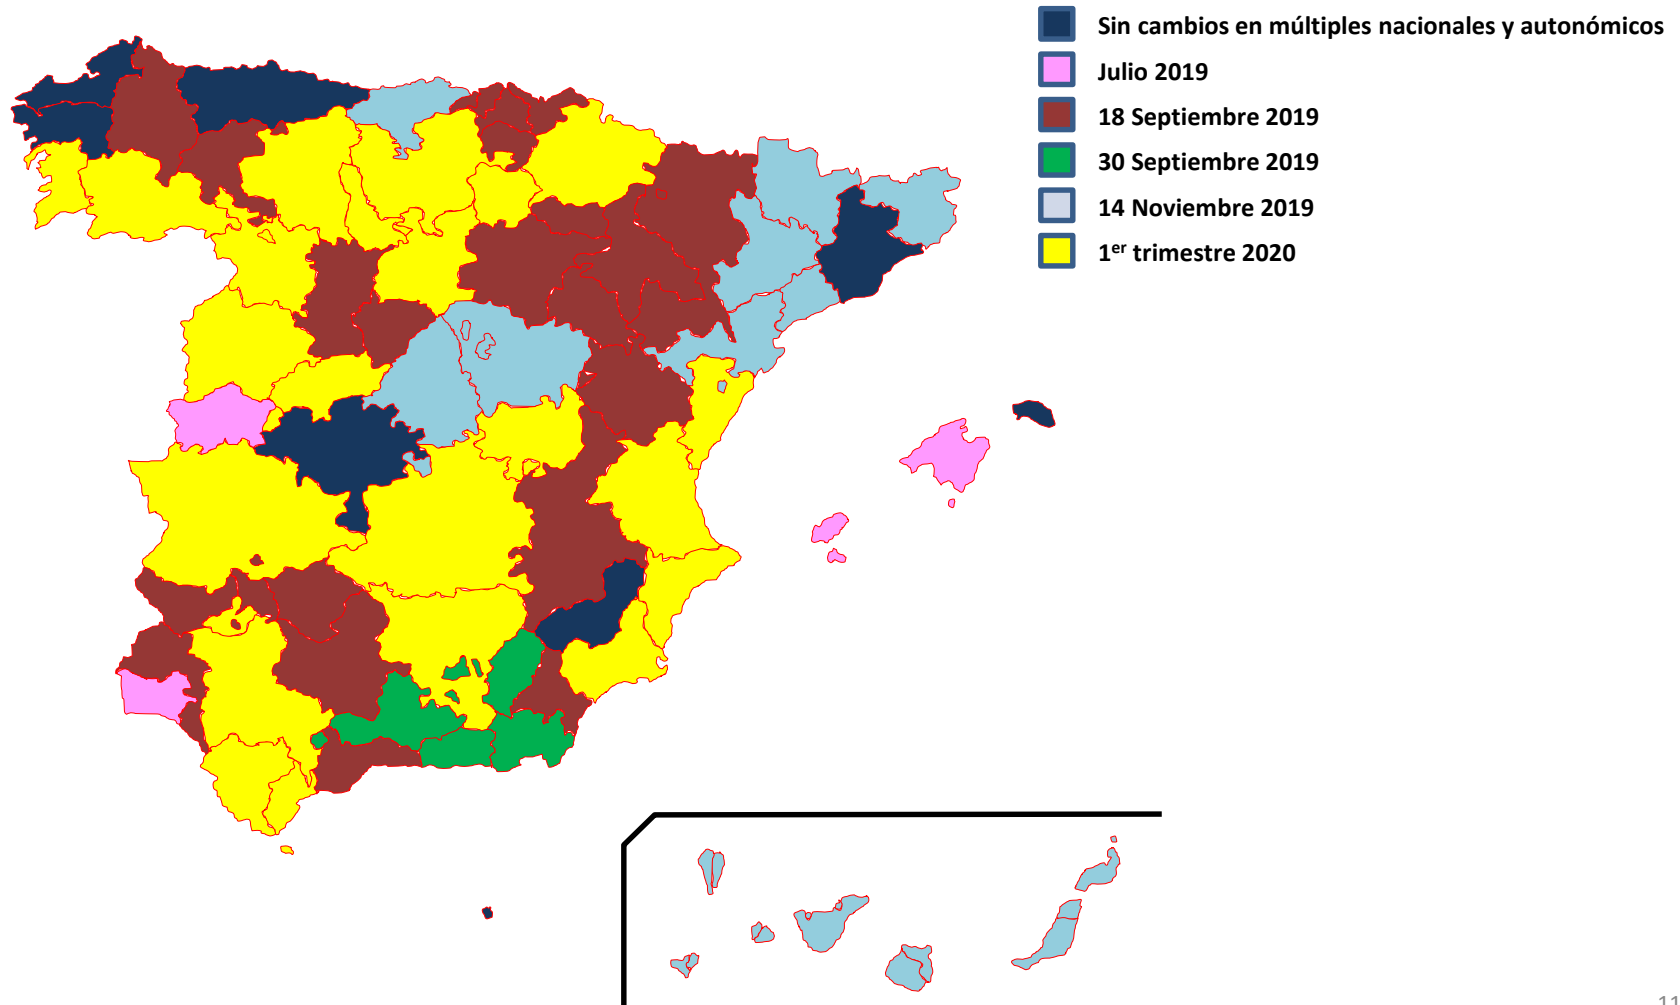 Sin cambios en múltiples nacionales y autonómicos
Julio 2019
18 Septiembre 2019
30 Septiembre 2019
14 Noviembre 2019
1er trimestre 2020
11